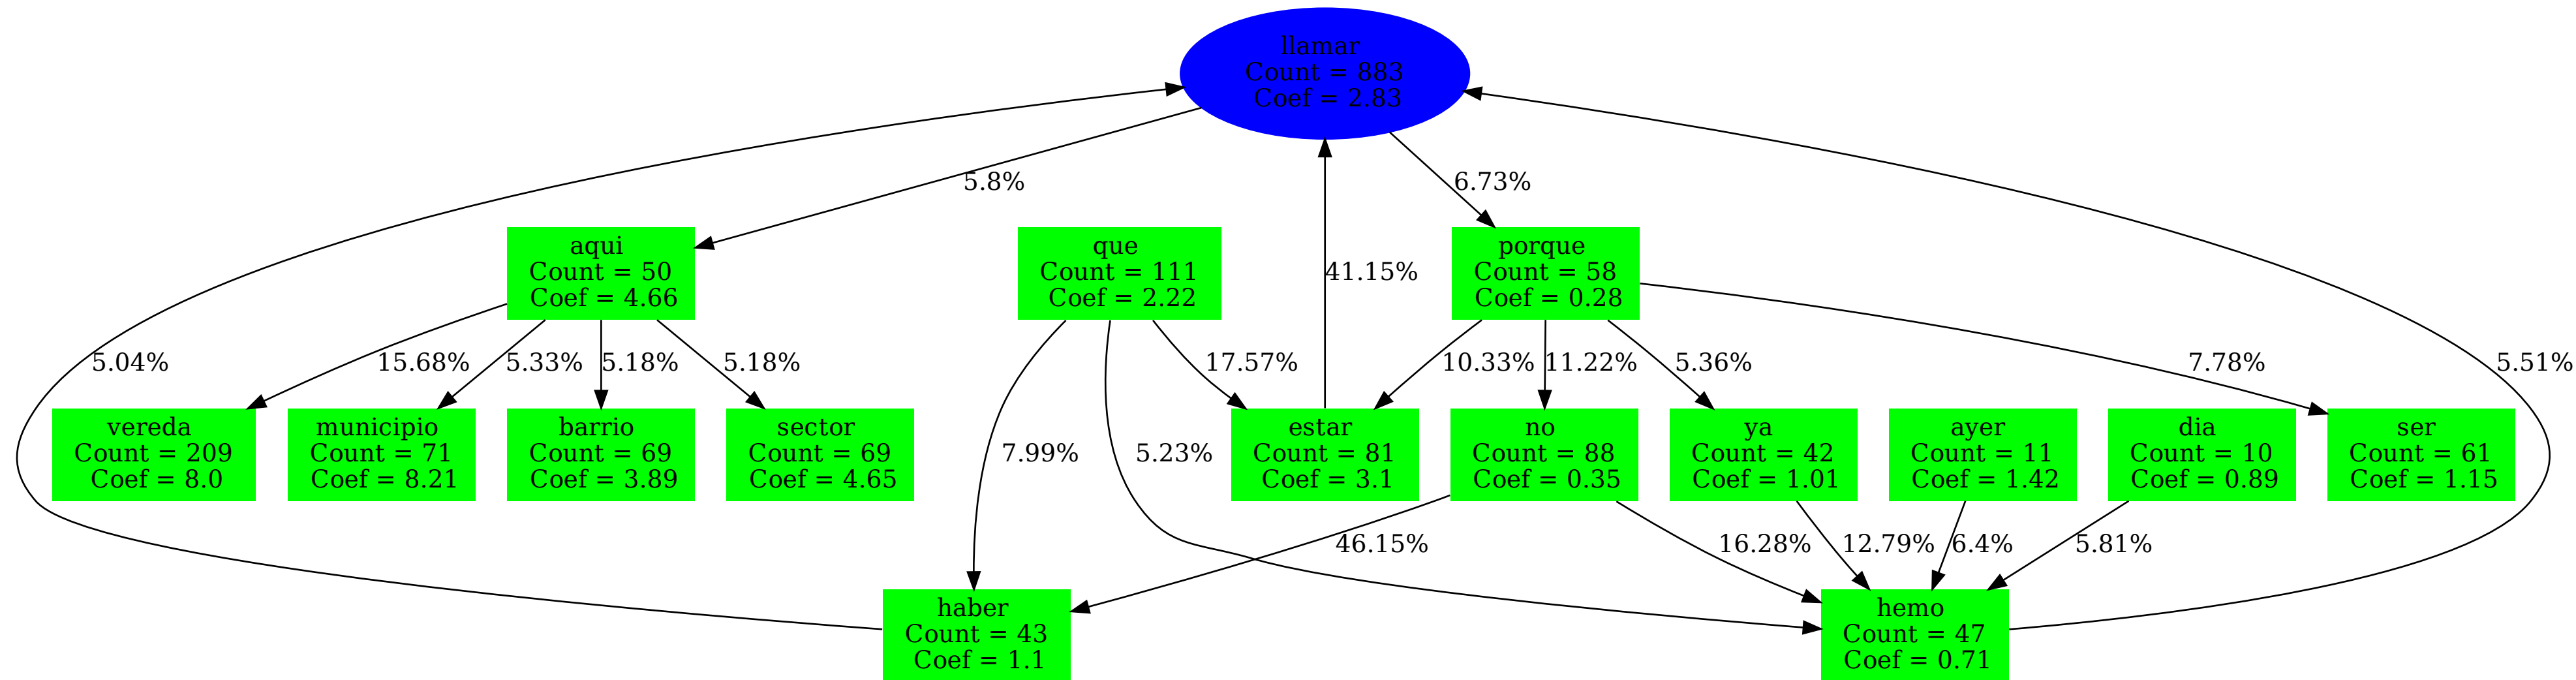 llamar
Count = 883
Coef = 2.83
5.8%
6.73%
aqui
Count = 50
Coef = 4.66
que
Count = 111
Coef = 2.22
41.15%
porque
Count = 58
Coef = 0.28
5.04%
15.68%
5.33%
5.18%
5.18%
17.57%
10.33%
11.22%
5.36%
7.78%
5.51%
vereda
Count = 209
Coef = 8.0
municipio
Count = 71
Coef = 8.21
barrio
Count = 69
Coef = 3.89
sector
Count = 69
Coef = 4.65
7.99%
5.23%
estar
Count = 81
Coef = 3.1
no
Count = 88
Coef = 0.35
ya
Count = 42
Coef = 1.01
ayer
Count = 11
Coef = 1.42
dia
Count = 10
Coef = 0.89
ser
Count = 61
Coef = 1.15
46.15%
16.28%
12.79%
6.4%
5.81%
haber
Count = 43
Coef = 1.1
hemo
Count = 47
Coef = 0.71